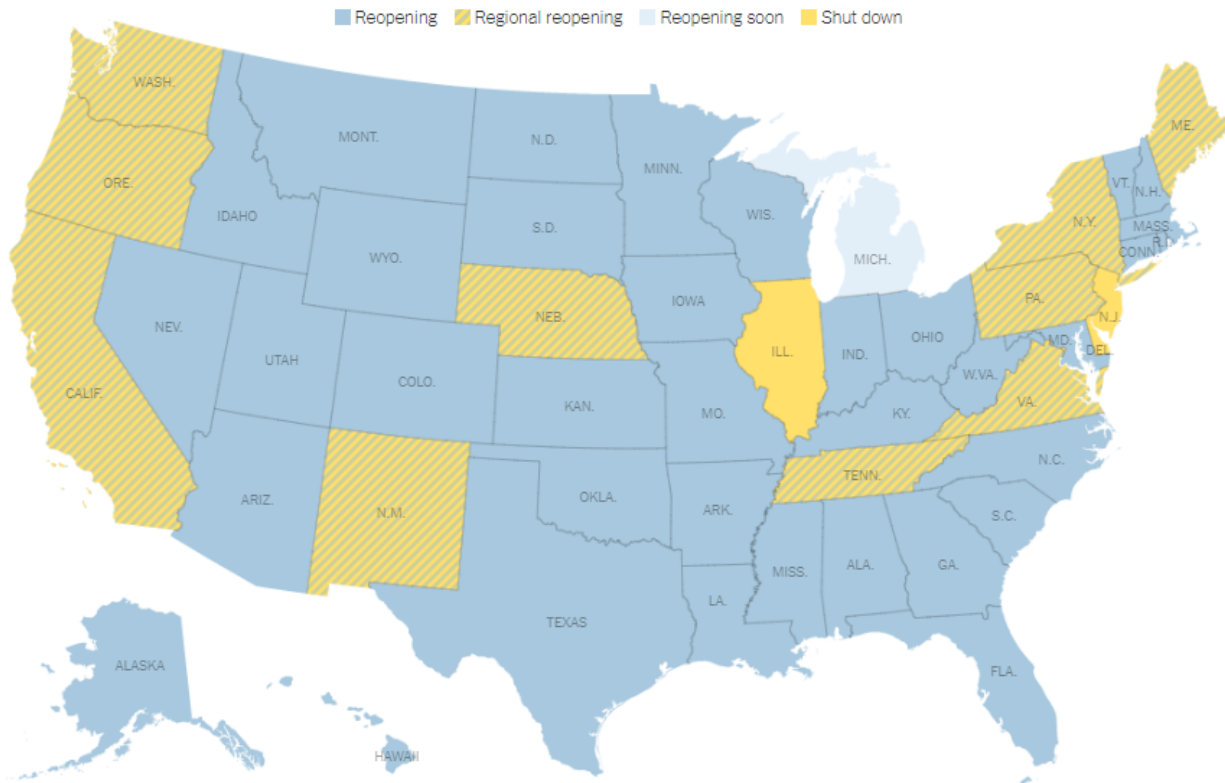 Reopening Regional reopening Reopening soon Shut down
WASH.
MONT.
N.D.
MINN.
ME.
ORE.
IDAHO
S.D.
WIS.
VT.
N.H.
N.Y.
MASS.
R.I.
CONN.
WYO.
MICH.
IOWA
PA.
N.J.
NEV.
NEB.
ILL.
IND.
OHIO
MD.
DEL.
UTAH
COLO.
W.VA.
CALIF.
KAN.
MO.
KY.
VA.
N.C.
ARIZ.
N.M.
OKLA.
ARK.
TENN.
S.C.
MISS.
ALA.
GA.
LA.
TEXAS
ALASKA
FLA.
HAWAII